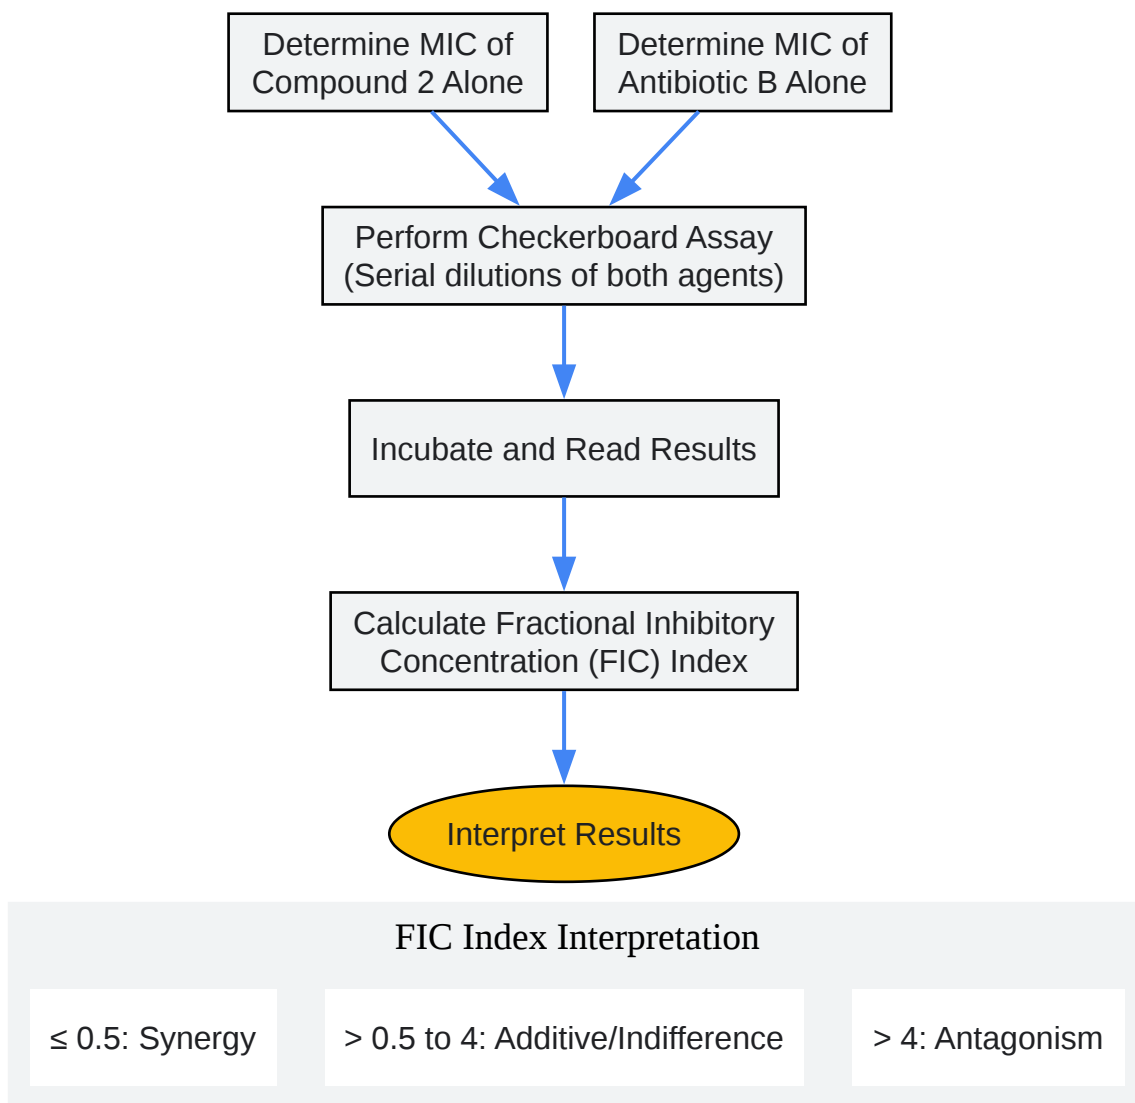 Determine MIC of
Compound 2 Alone
Determine MIC of
Antibiotic B Alone
Perform Checkerboard Assay
(Serial dilutions of both agents)
Incubate and Read Results
Calculate Fractional Inhibitory
Concentration (FIC) Index
Interpret Results
FIC Index Interpretation
≤ 0.5: Synergy
> 0.5 to 4: Additive/Indifference
> 4: Antagonism